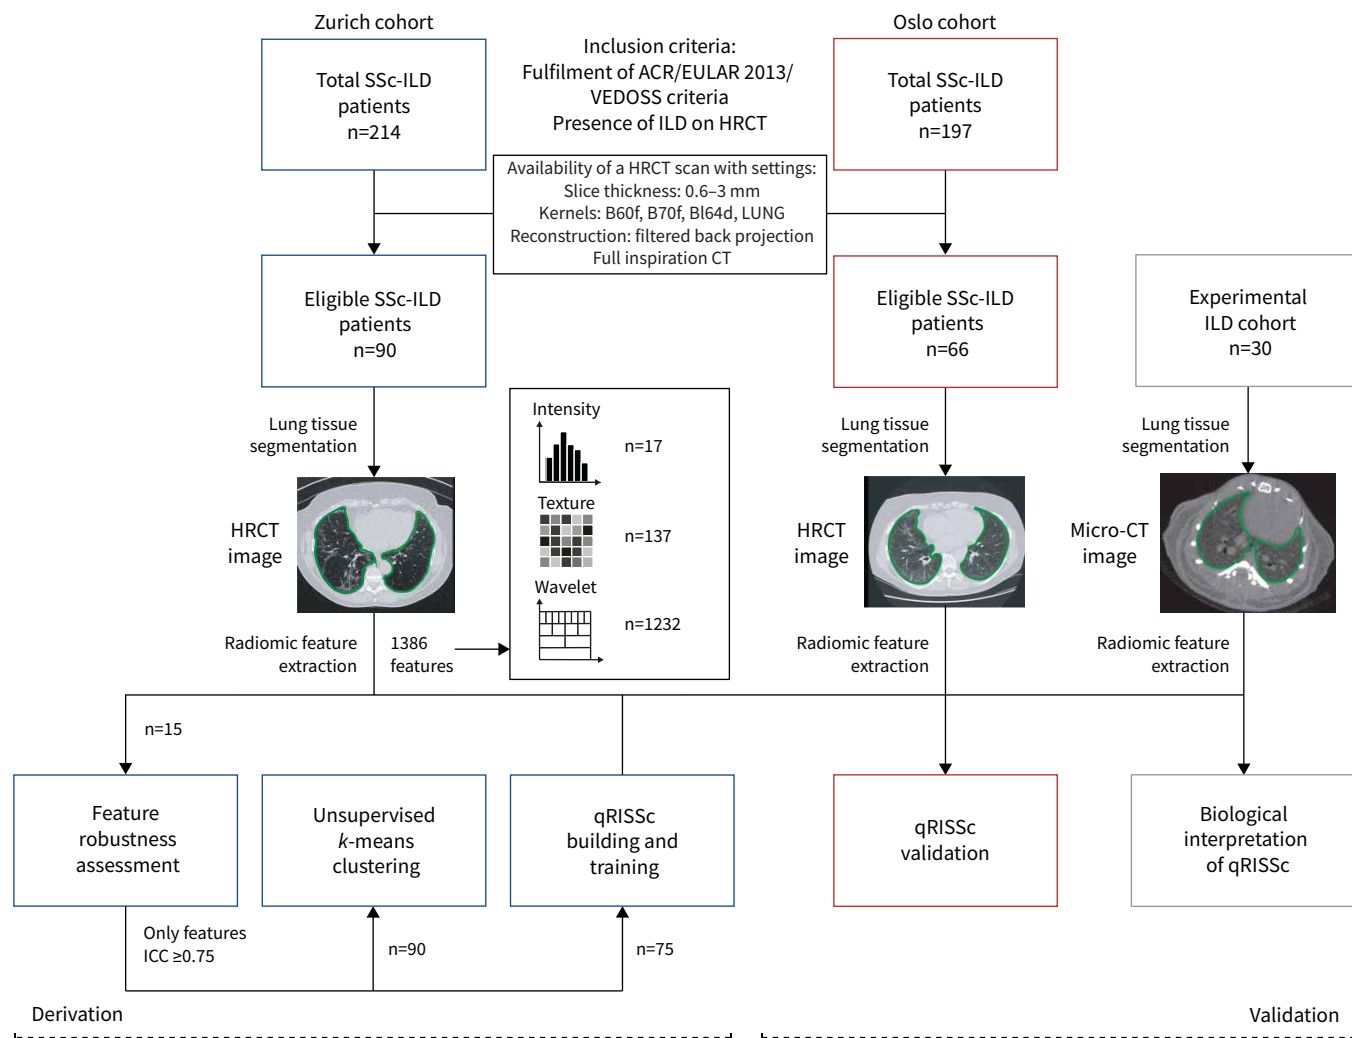 Zurich cohort
Oslo cohort
Total SSc-ILD
patients
n=214
Inclusion criteria:
Fulfilment of ACR/EULAR 2013/
VEDOSS criteria
Presence of ILD on HRCT
Total SSc-ILD
patients
n=197
Availability of a HRCT scan with settings:
Slice thickness: 0.6–3 mm
Kernels: B60f, B70f, Bl64d, LUNG
Reconstruction: filtered back projection
Full inspiration CT
Eligible SSc-ILD
patients
n=90
Eligible SSc-ILD
patients
n=66
Experimental
ILD cohort
n=30
Lung tissue
segmentation
Intensity
n=17
Texture
n=137
Wavelet
n=1232
Lung tissue
segmentation
Lung tissue
segmentation
HRCT
image
HRCT
image
Micro-CT
image
Radiomic feature
extraction
1386
features
Radiomic feature
extraction
Radiomic feature
extraction
n=15
Feature
robustness
assessment
Unsupervised
k-means
clustering
qRISSc
building and
training
qRISSc
validation
Biological
interpretation
of qRISSc
Only features
ICC ≥0.75
n=90
n=75
Derivation
Validation